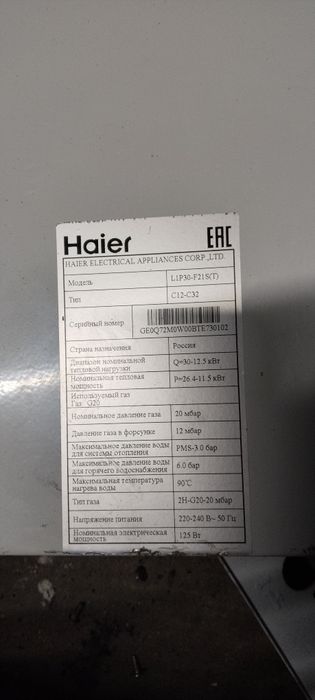 Haier EAC
HAIER ELECTRICAL APPLIANCES CORP.,LTD.
Модель L1P30-F21S(T)
Тип C12-C32
Серийный номер GE0Q72M0W00BTE730102
Страна назначения Россия
Диапазон номинальной тепловой нагрузки Q=30-12.5 кВт
Номинальная тепловая мощность P=26.4-11.5 кВт
Используемый газ
Газ G20
Номинальное давление газа 20 мбар
Давление газа в форсунке 12 мбар
Максимальное давление воды для системы отопления PMS-3.0 бар
Максимальное давление воды для горячего водоснабжения 6.0 бар
Максимальная температура нагрева воды 90℃
Тип газа 2H-G20-20 мбар
Напряжение питания 220-240 В~ 50 Гц
Номинальная электрическая мощность 125 Вт